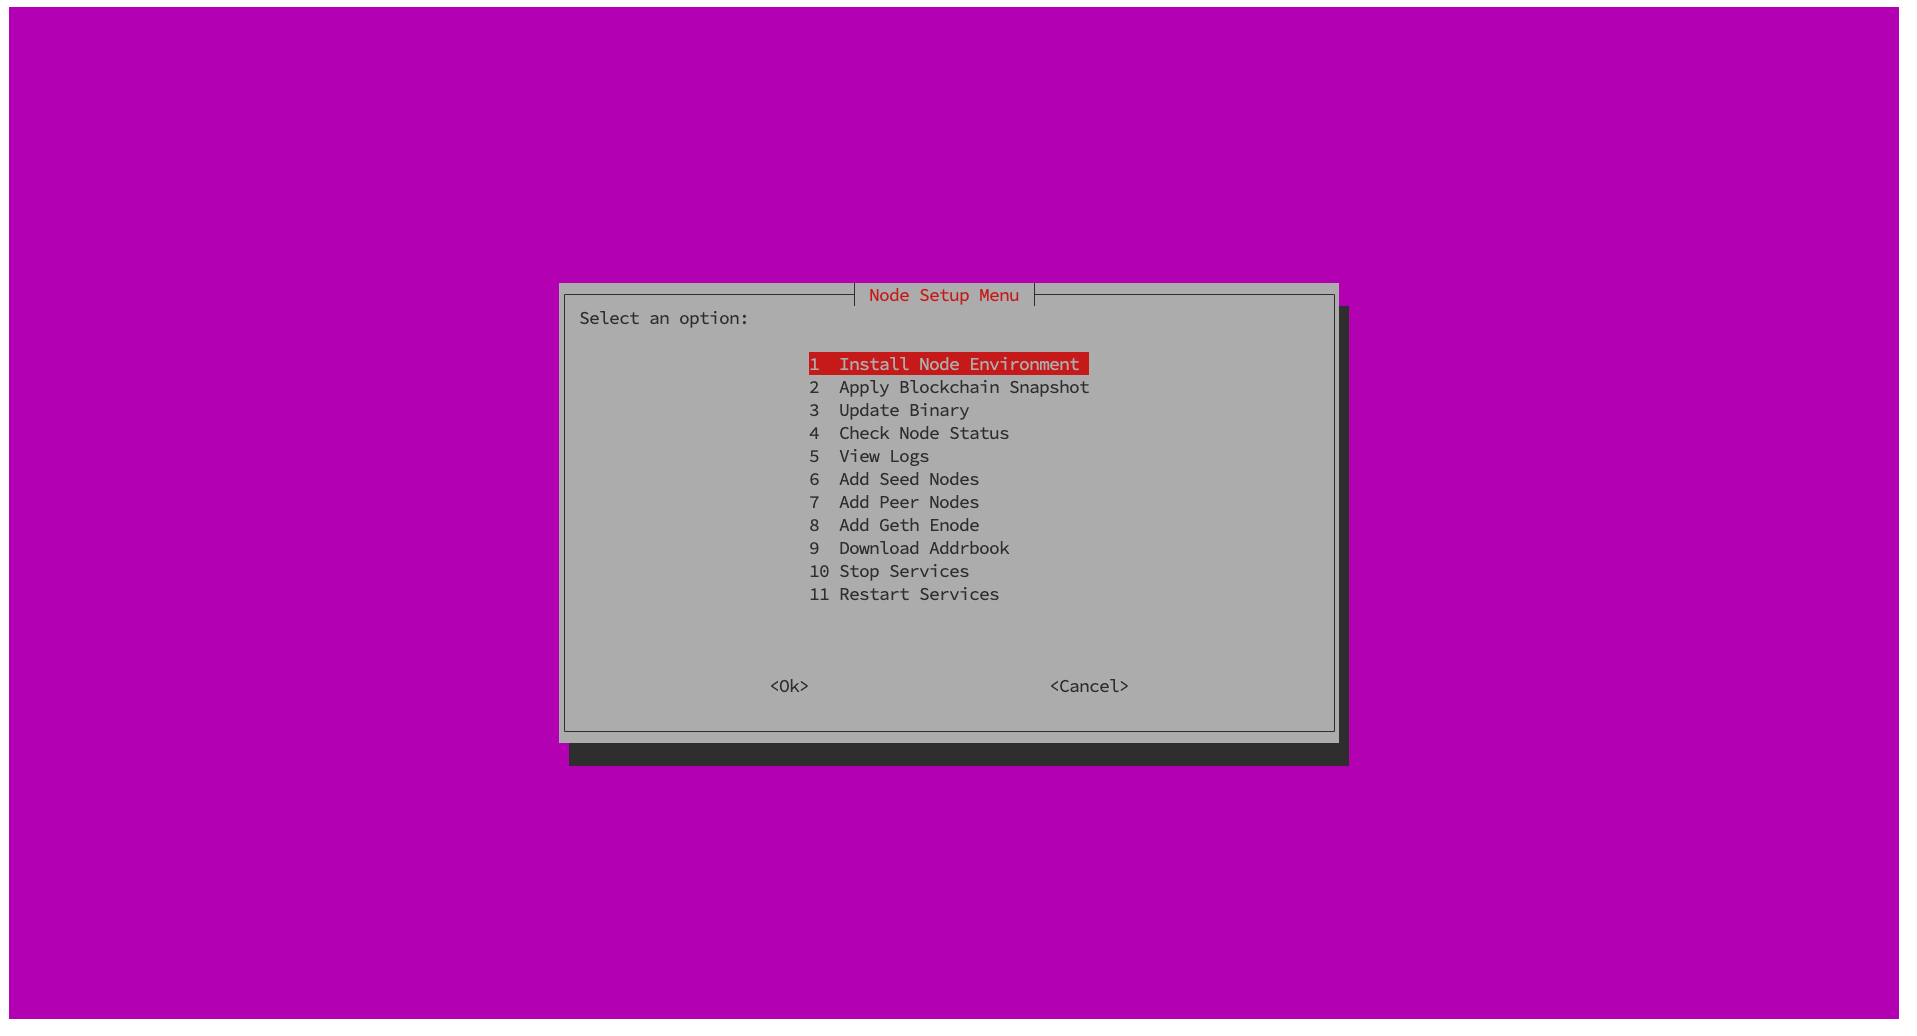 Node Setup Menu
Select an option:
1 Install Node Environment
2 Apply Blockchain Snapshot
3 Update Binary
4 Check Node Status
5 View Logs
6 Add Seed Nodes
7 Add Peer Nodes
8 Add Geth Enode
9 Download Addrbook
10 Stop Services
11 Restart Services
<Ok> <Cancel>